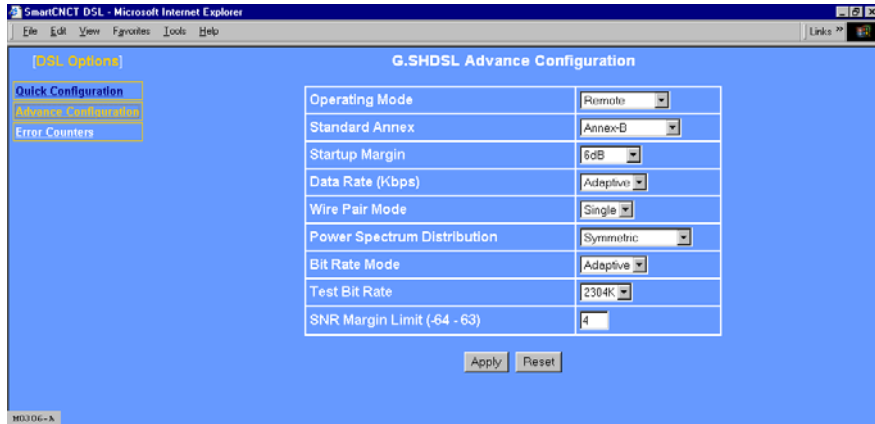 SmartCNCT DSL - Microsoft Internet Explorer
File Edit View Favorites Tools Help
Links »
[DSL Options]
Quick Configuration
Advance Configuration
Error Counters
G.SHDSL Advance Configuration
Operating Mode Remote
Standard Annex Annex-B
Startup Margin 6dB
Data Rate (Kbps) Adaptive
Wire Pair Mode Single
Power Spectrum Distribution Symmetric
Bit Rate Mode Adaptive
Test Bit Rate 2304K
SNR Margin Limit (-64 - 63) 4
Apply Reset
H0306-A